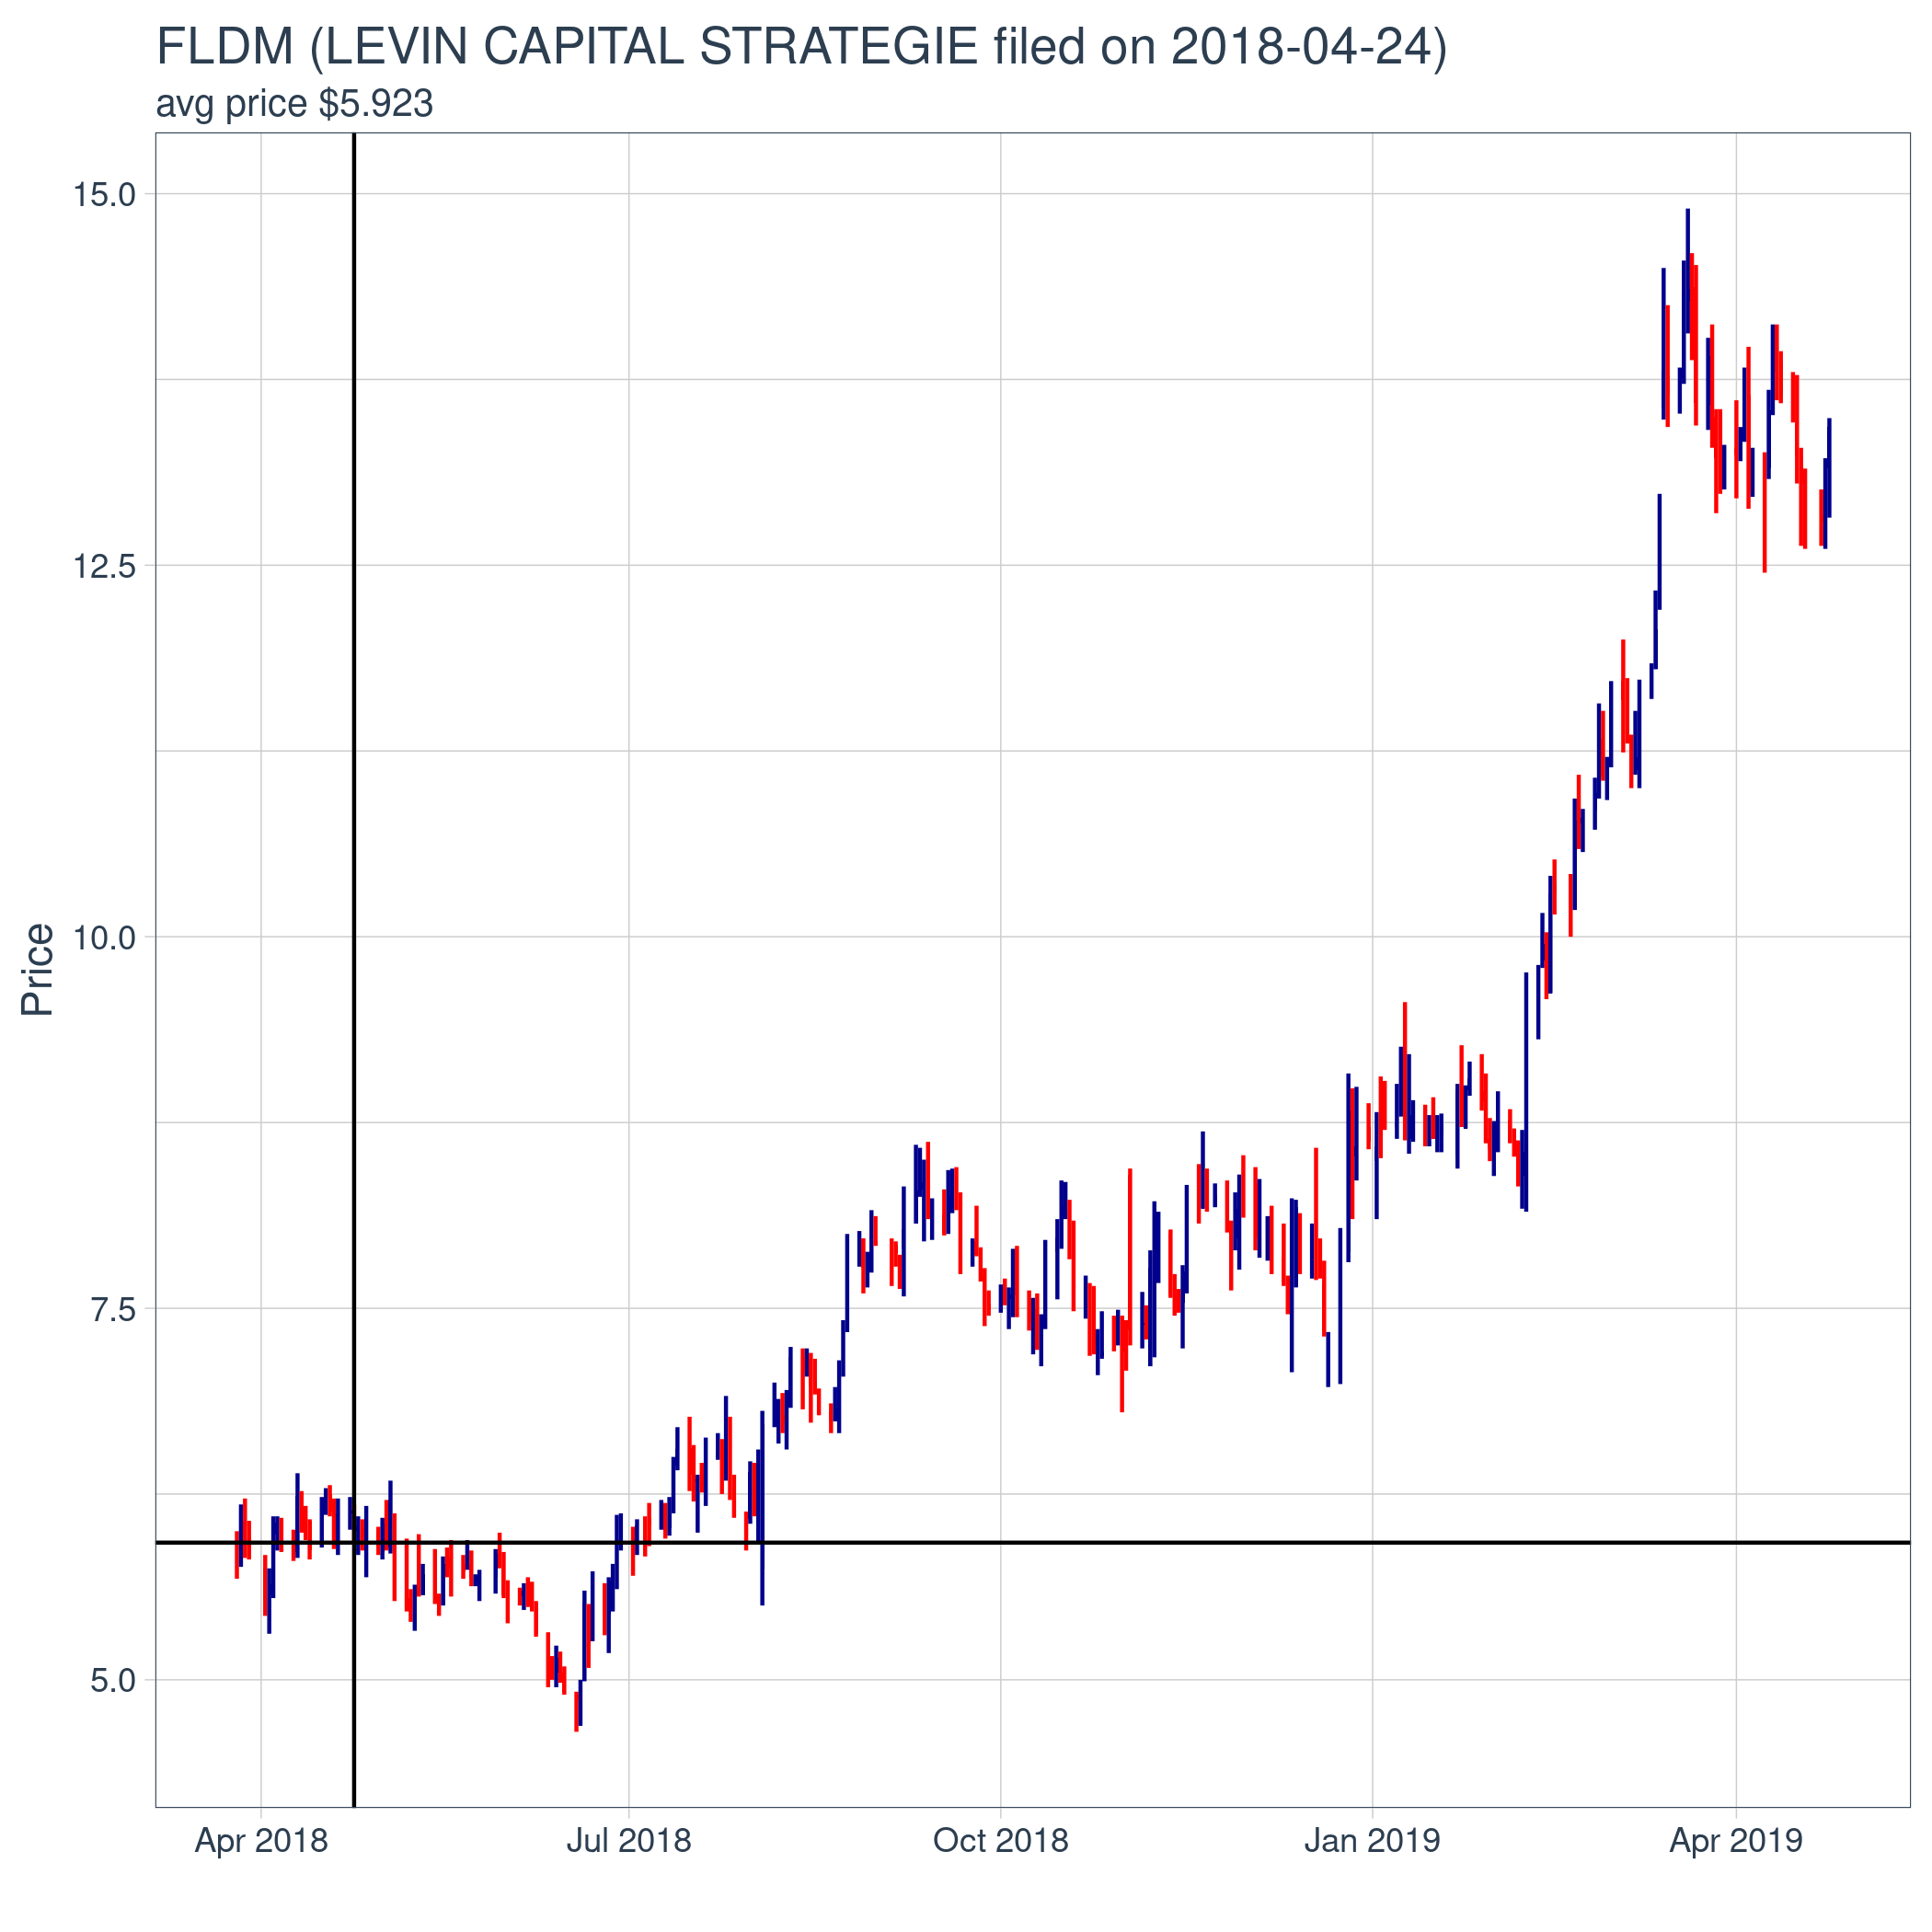 FLDM (LEVIN CAPITAL STRATEGIE filed on 2018-04-24)
avg price $5.923
Price
15.0
12.5
10.0
7.5
5.0
Apr 2018 Jul 2018 Oct 2018 Jan 2019 Apr 2019